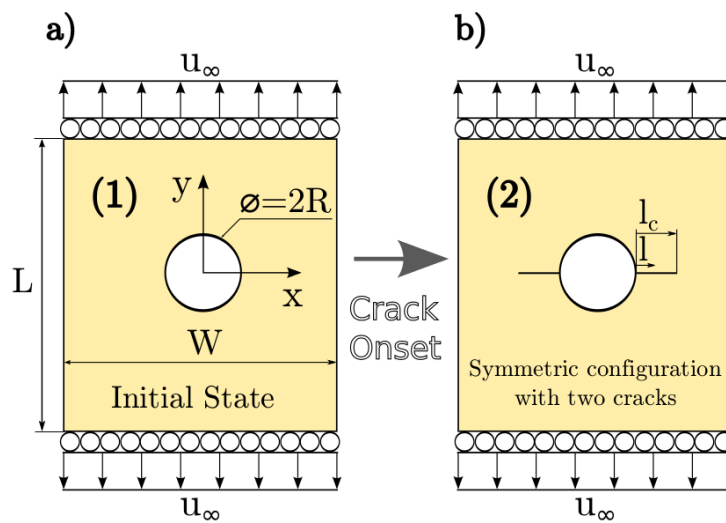 a)
u∞
(1)
y
⌀=2R
x
L
W
Initial State
u∞
Crack
Onset
b)
u∞
(2)
l_c
l
Symmetric configuration
with two cracks
u∞